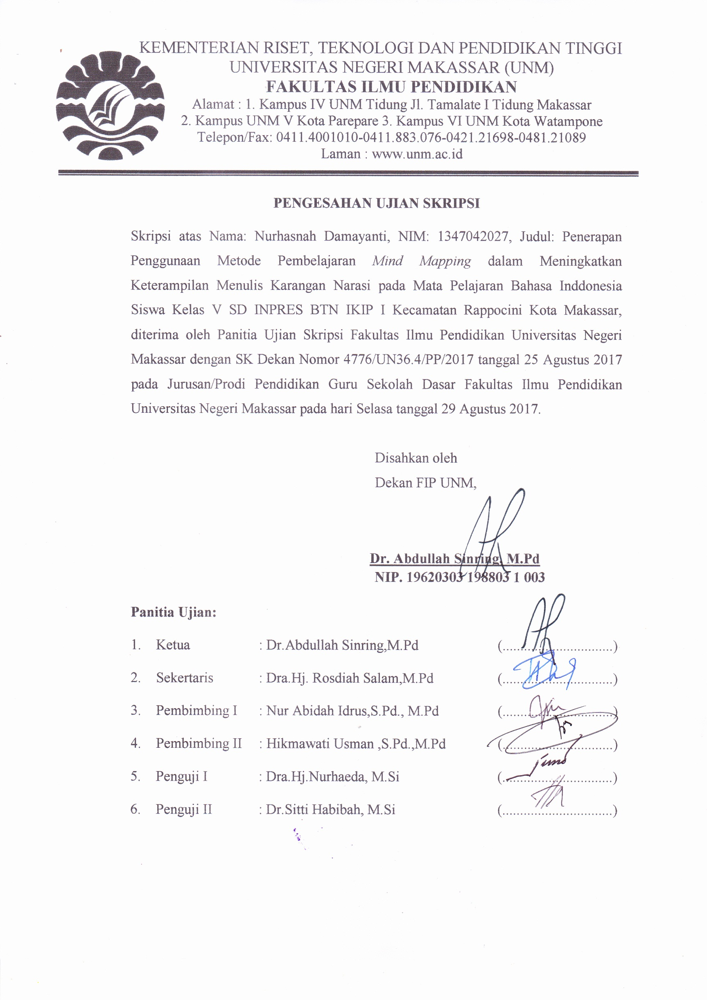 KEMENTERIAN RISET, TEKNOLOGI DAN PENDIDIKAN TINGGI
UNIVERSITAS NEGERI MAKASSAR (UNM)
FAKULTAS ILMU PENDIDIKAN
Alamat : 1. Kampus IV UNM Tidung Jl. Tamalate I Tidung Makassar
2. Kampus UNM V Kota Parepare 3. Kampus VI UNM Kota Watampone
Telepon/Fax: 0411.4001010-0411.883.076-0421.21698-0481.21089
Laman : www.unm.ac.id
PENGESAHAN UJIAN SKRIPSI
Skripsi atas Nama: Nurhasnah Damayanti, NIM: 1347042027, Judul: Penerapan
Penggunaan Metode Pembelajaran Mind Mapping dalam Meningkatkan
Keterampilan Menulis Karangan Narasi pada Mata Pelajaran Bahasa Inddonesia
Siswa Kelas V SD INPRES BTN IKIP I Kecamatan Rappocini Kota Makassar,
diterima oleh Panitia Ujian Skripsi Fakultas Ilmu Pendidikan Universitas Negeri
Makassar dengan SK Dekan Nomor 4776/UN36.4/PP/2017 tanggal 25 Agustus 2017
pada Jurusan/Prodi Pendidikan Guru Sekolah Dasar Fakultas Ilmu Pendidikan
Universitas Negeri Makassar pada hari Selasa tanggal 29 Agustus 2017.
Disahkan oleh
Dekan FIP UNM,
Dr. Abdullah Sinring, M.Pd
NIP. 19620303 198803 1 003
Panitia Ujian:
1. Ketua : Dr.Abdullah Sinring,M.Pd (...............................)
2. Sekertaris : Dra.Hj. Rosdiah Salam,M.Pd (...............................)
3. Pembimbing I : Nur Abidah Idrus,S.Pd., M.Pd (...............................)
4. Pembimbing II : Hikmawati Usman ,S.Pd.,M.Pd (...............................)
5. Penguji I : Dra.Hj.Nurhaeda, M.Si (...............................)
6. Penguji II : Dr.Sitti Habibah, M.Si (...............................)